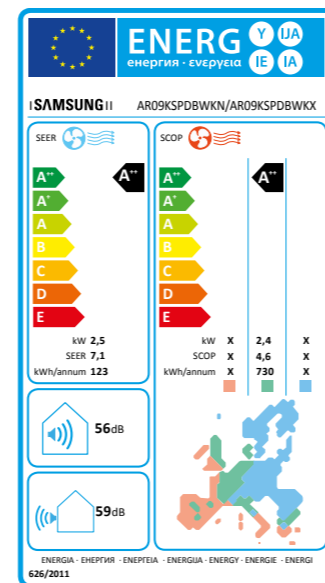 ENERG Y IJA
енергия · ενεργεια IE IA
SAMSUNG AR09KSPDBWKN/AR09KSPDBWKX
SEER SCOP
A++ A++ A++ A++
A+ A+
A A
B B
C C
D D
E E
kW 2,5 kW X 2,4 X
SEER 7,1 SCOP X 4,6 X
kWh/annum 123 kWh/annum X 730 X
56dB
59dB
ENERGIA · ЕНЕРГИЯ · ΕΝΕΡΓΕΙΑ · ENERGIJA · ENERGY · ENERGIE · ENERGI
626/2011